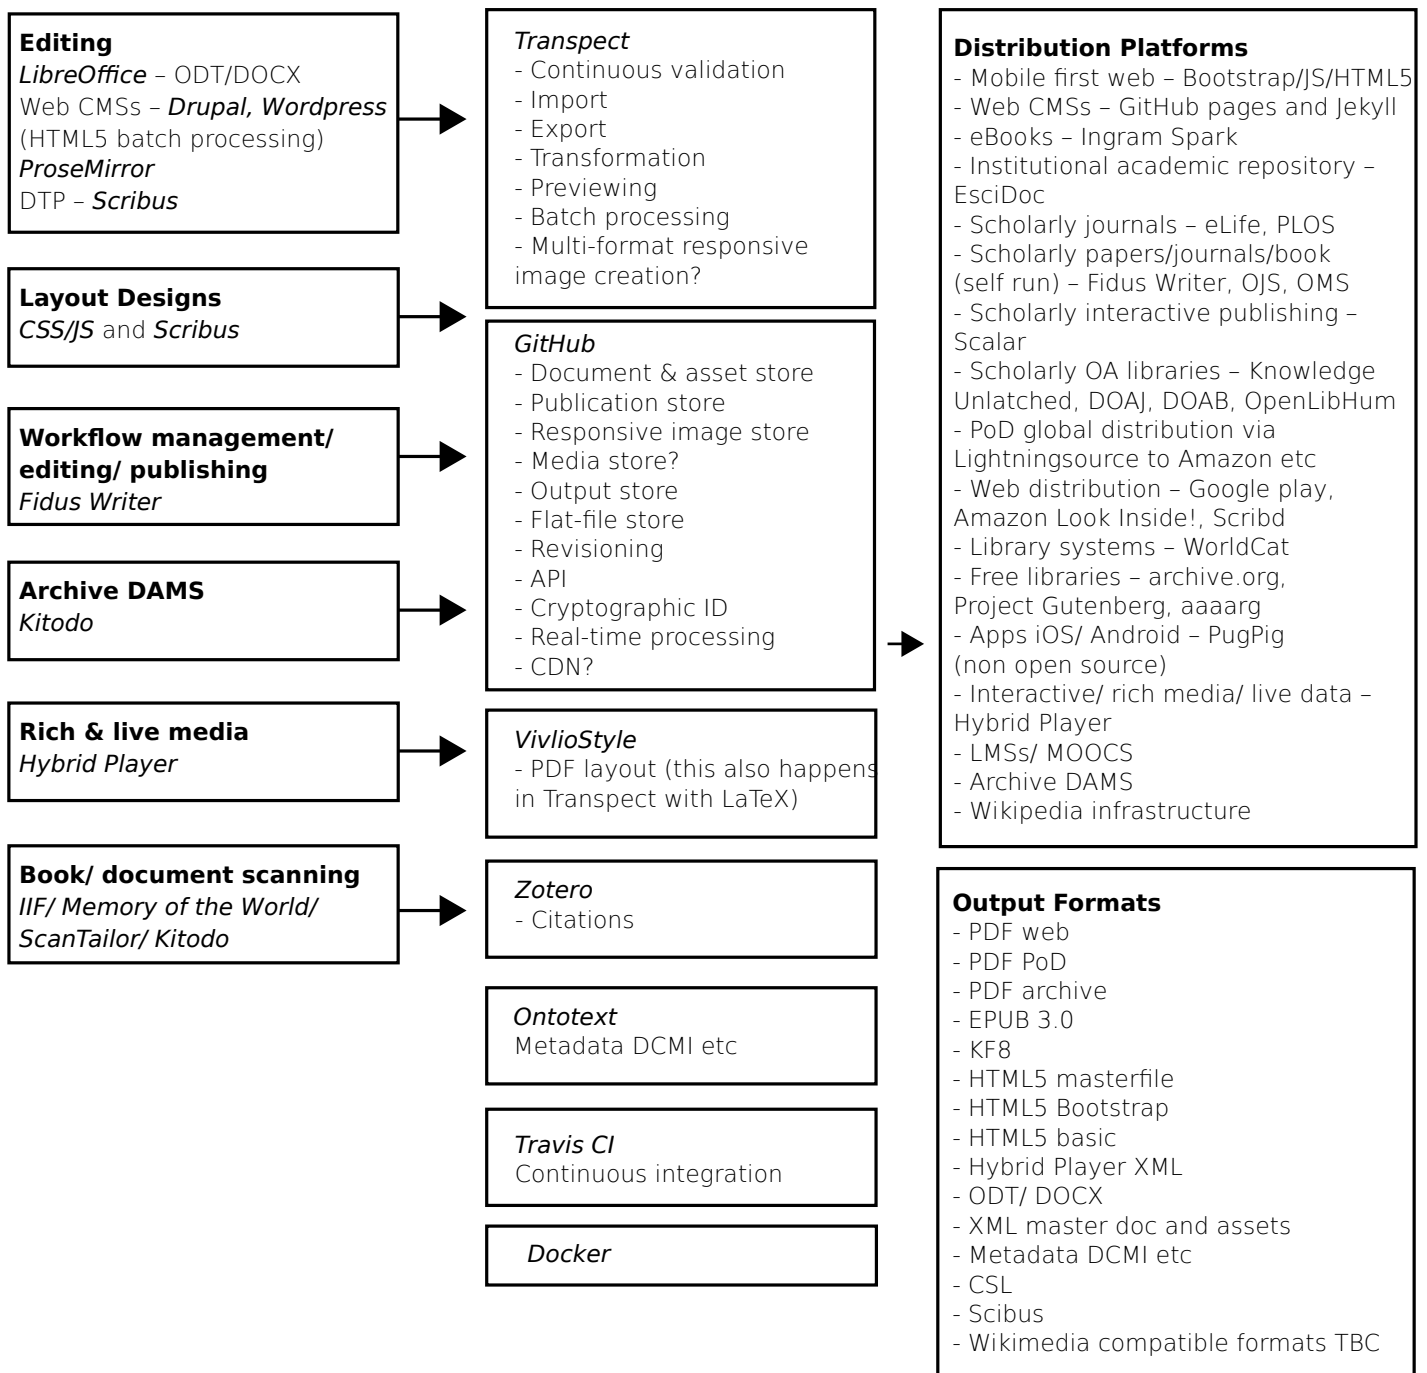 Editing
LibreOffice – ODT/DOCX
Web CMSs – Drupal, Wordpress
(HTML5 batch processing)
ProseMirror
DTP – Scribus
Layout Designs
CSS/JS and Scribus
Workflow management/
editing/ publishing
Fidus Writer
Archive DAMS
Kitodo
Rich & live media
Hybrid Player
Book/ document scanning
IIF/ Memory of the World/
ScanTailor/ Kitodo
Transpect
- Continuous validation
- Import
- Export
- Transformation
- Previewing
- Batch processing
- Multi-format responsive
image creation?
GitHub
- Document & asset store
- Publication store
- Responsive image store
- Media store?
- Output store
- Flat-file store
- Revisioning
- API
- Cryptographic ID
- Real-time processing
- CDN?
VivlioStyle
- PDF layout (this also happens
in Transpect with LaTeX)
Zotero
- Citations
Ontotext
Metadata DCMI etc
Travis CI
Continuous integration
Docker
Distribution Platforms
- Mobile first web – Bootstrap/JS/HTML5
- Web CMSs – GitHub pages and Jekyll
- eBooks – Ingram Spark
- Institutional academic repository –
EsciDoc
- Scholarly journals – eLife, PLOS
- Scholarly papers/journals/book
(self run) – Fidus Writer, OJS, OMS
- Scholarly interactive publishing –
Scalar
- Scholarly OA libraries – Knowledge
Unlatched, DOAJ, DOAB, OpenLibHum
- PoD global distribution via
Lightningsource to Amazon etc
- Web distribution – Google play,
Amazon Look Inside!, Scribd
- Library systems – WorldCat
- Free libraries – archive.org,
Project Gutenberg, aaaarg
- Apps iOS/ Android – PugPig
(non open source)
- Interactive/ rich media/ live data –
Hybrid Player
- LMSs/ MOOCS
- Archive DAMS
- Wikipedia infrastructure
Output Formats
- PDF web
- PDF PoD
- PDF archive
- EPUB 3.0
- KF8
- HTML5 masterfile
- HTML5 Bootstrap
- HTML5 basic
- Hybrid Player XML
- ODT/ DOCX
- XML master doc and assets
- Metadata DCMI etc
- CSL
- Scibus
- Wikimedia compatible formats TBC